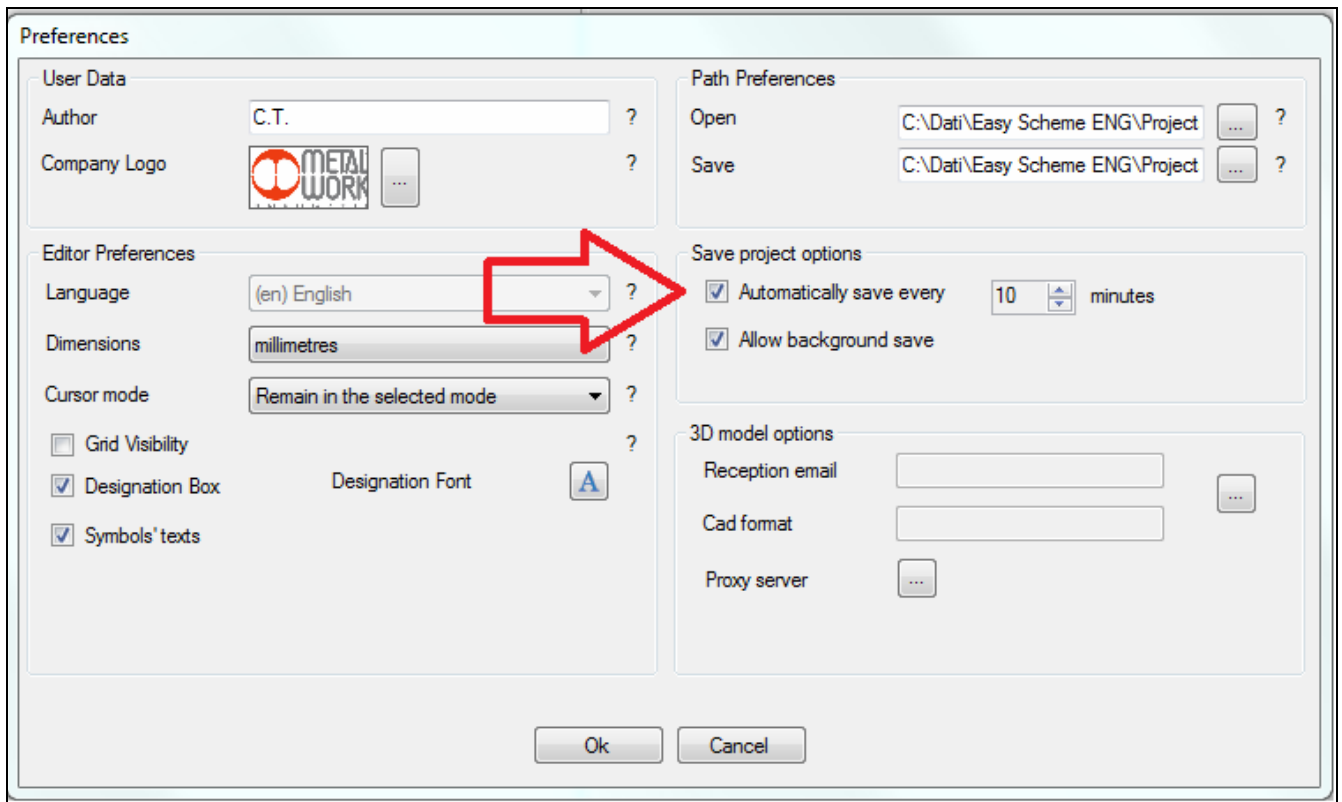 Preferences
User Data
Author C.T. ?
Company Logo METAL WORK ... ?
Editor Preferences
Language (en) English ?
Dimensions millimetres ?
Cursor mode Remain in the selected mode ?
Grid Visibility ?
Designation Box Designation Font A
Symbols' texts
Path Preferences
Open C:\Dati\Easy Scheme ENG\Project ... ?
Save C:\Dati\Easy Scheme ENG\Project ... ?
Save project options
Automatically save every 10 minutes
Allow background save
3D model options
Reception email ...
Cad format
Proxy server ...
Ok Cancel